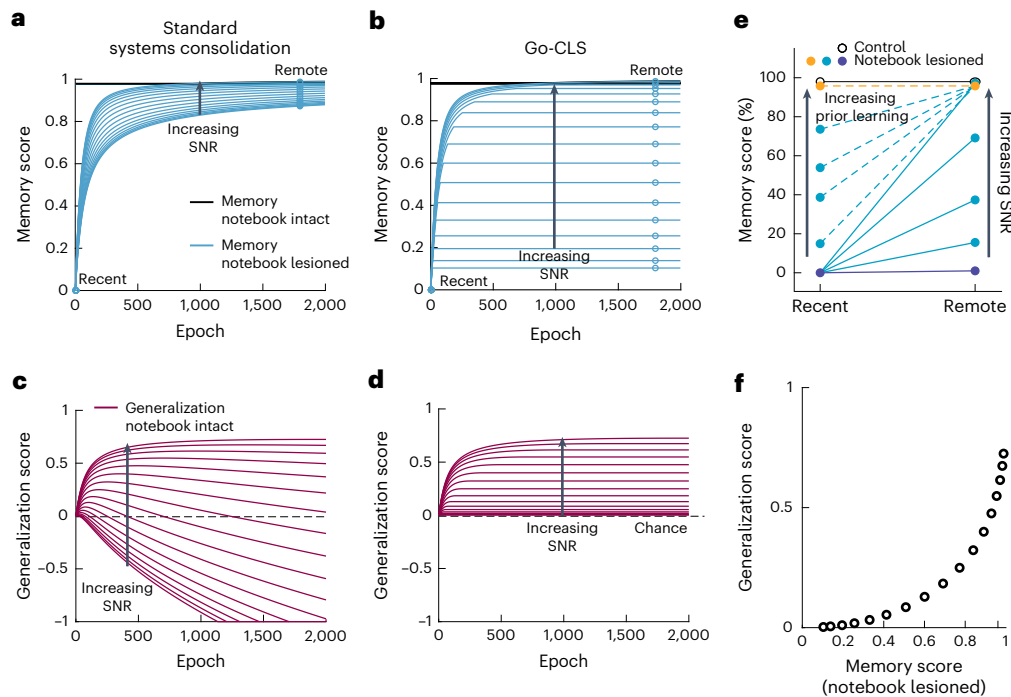 a
Standard
systems consolidation
Memory score
1
0.8
0.6
0.4
0.2
0
Remote
Increasing
SNR
Memory
notebook intact
Memory
notebook lesioned
Recent
0
500
1,000
1,500
2,000
Epoch
b
Go-CLS
Memory score
1
0.8
0.6
0.4
0.2
0
Remote
Increasing
SNR
Recent
0
500
1,000
1,500
2,000
Epoch
e
Control
Notebook lesioned
Memory score (%)
100
80
60
40
20
0
Increasing
prior learning
Increasing SNR
Recent
Remote
c
Generalization score
1
0.5
0
−0.5
−1
Generalization
notebook intact
Increasing
SNR
0
500
1,000
1,500
2,000
Epoch
d
Generalization score
1
0.5
0
−0.5
−1
Increasing
SNR
Chance
0
500
1,000
1,500
2,000
Epoch
f
Generalization score
1
0.5
0
0
0.2
0.4
0.6
0.8
1
Memory score
(notebook lesioned)